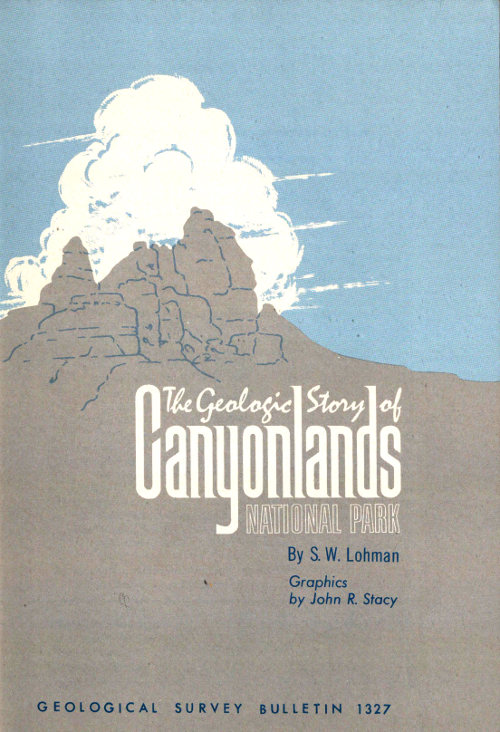 The Geologic Story of
Canyonlands
NATIONAL PARK
By S. W. Lohman
Graphics
by John R. Stacy
GEOLOGICAL SURVEY BULLETIN 1327